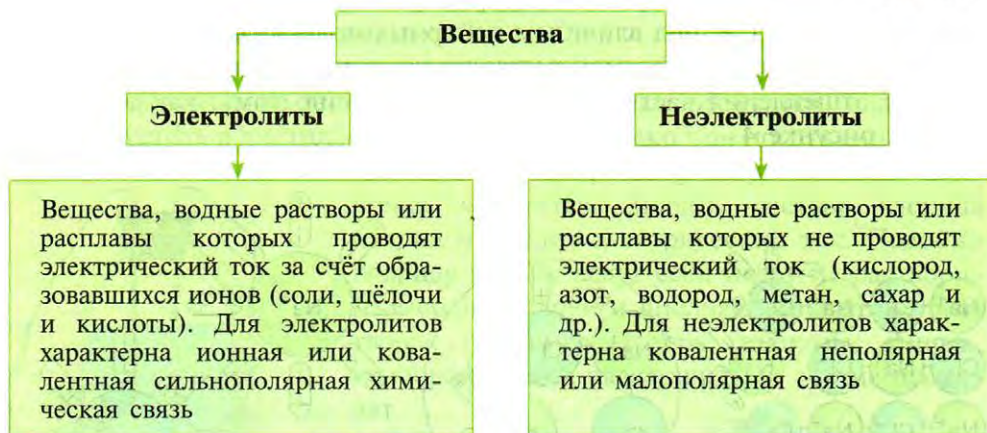 Вещества
Электролиты
Неэлектролиты
Вещества, водные растворы или
расплавы которых проводят
электрический ток за счёт обра-
зовавшихся ионов (соли, щёлочи
и кислоты). Для электролитов
характерна ионная или кова-
лентная сильнополярная хими-
ческая связь
Вещества, водные растворы или
расплавы которых не проводят
электрический ток (кислород,
азот, водород, метан, сахар и
др.). Для неэлектролитов харак-
терна ковалентная неполярная
или малополярная связь